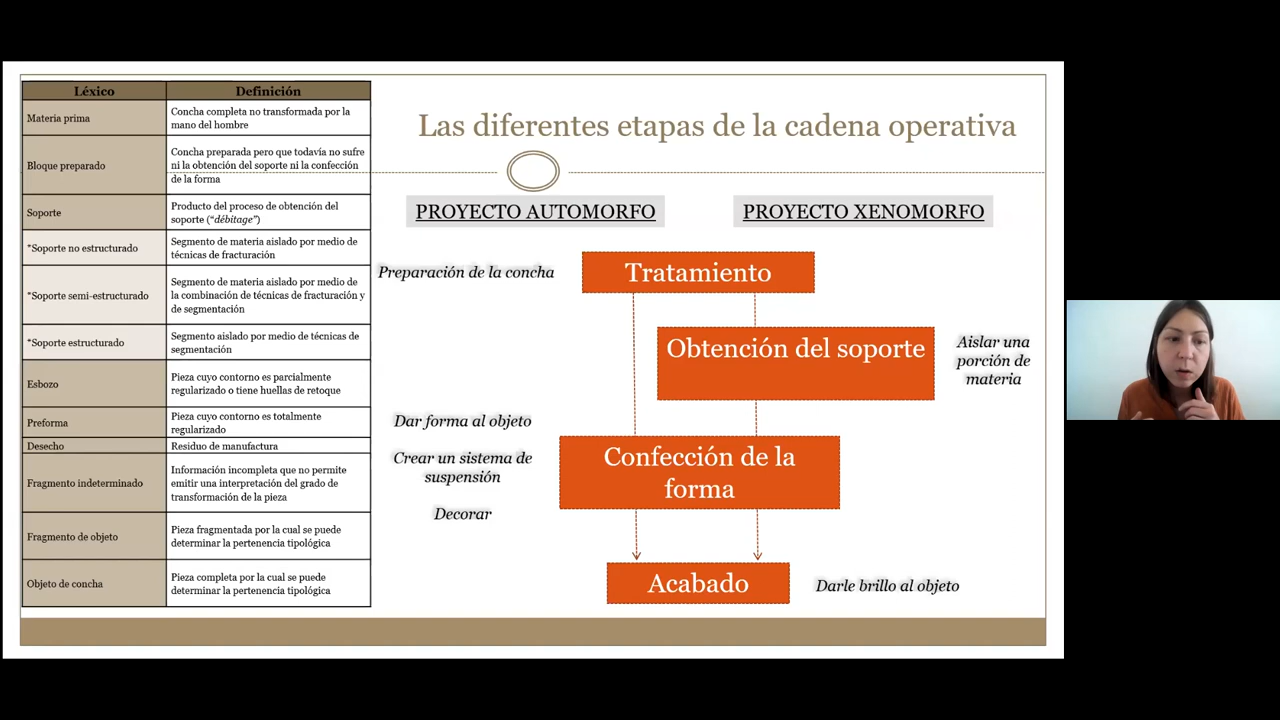 Léxico Definición
Materia prima
Concha completa no transformada por la
mano del hombre
Bloque preparado
Concha preparada pero que todavía no sufre
ni la obtención del soporte ni la confección
de la forma
Soporte
Producto del proceso de obtención del
soporte (“débitage”)
*Soporte no estructurado
Segmento de materia aislado por medio de
técnicas de fracturación
*Soporte semi-estructurado
Segmento de materia aislado por medio de
la combinación de técnicas de fracturación y
de segmentación
*Soporte estructurado
Segmento aislado por medio de técnicas de
segmentación
Esbozo
Pieza cuyo contorno es parcialmente
regularizado o tiene huellas de retoque
Preforma
Pieza cuyo contorno es totalmente
regularizado
Desecho
Residuo de manufactura
Fragmento indeterminado
Información incompleta que no permite
emitir una interpretación del grado de
transformación de la pieza
Fragmento de objeto
Pieza fragmentada por la cual se puede
determinar la pertenencia tipológica
Objeto de concha
Pieza completa por la cual se puede
determinar la pertenencia tipológica
Las diferentes etapas de la cadena operativa
PROYECTO AUTOMORFO
PROYECTO XENOMORFO
Preparación de la concha
Tratamiento
Obtención del soporte
Aislar una
porción de
materia
Dar forma al objeto
Crear un sistema de
suspensión
Decorar
Confección de la
forma
Acabado
Darle brillo al objeto